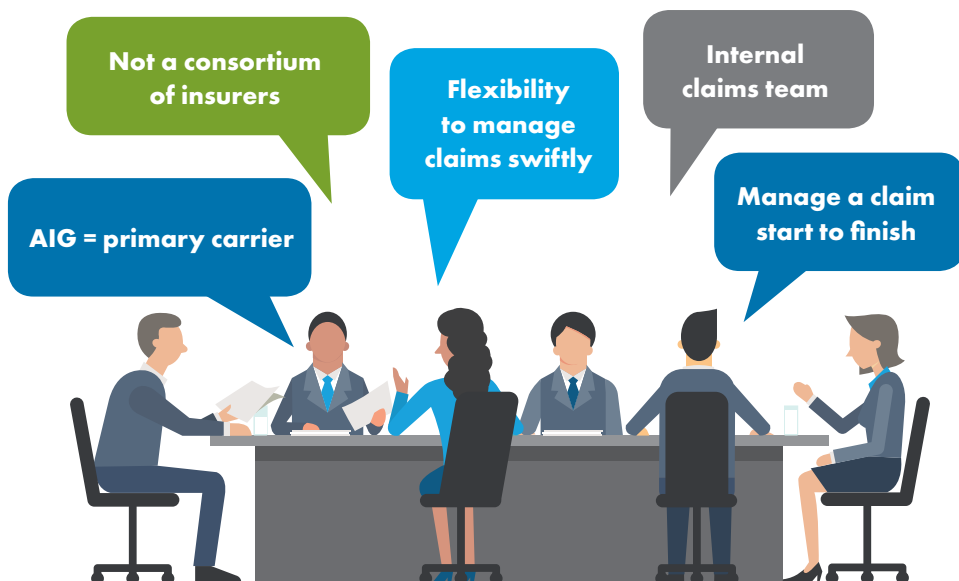 Not a consortium
of insurers
Flexibility
to manage
claims swiftly
Internal
claims team
AIG = primary carrier
Manage a claim
start to finish